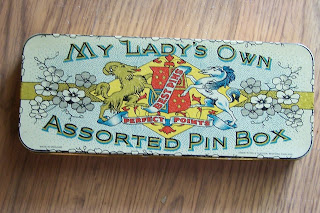 MY LADY'S OWN
PERFECT POINTS
ASSORTED PIN BOX